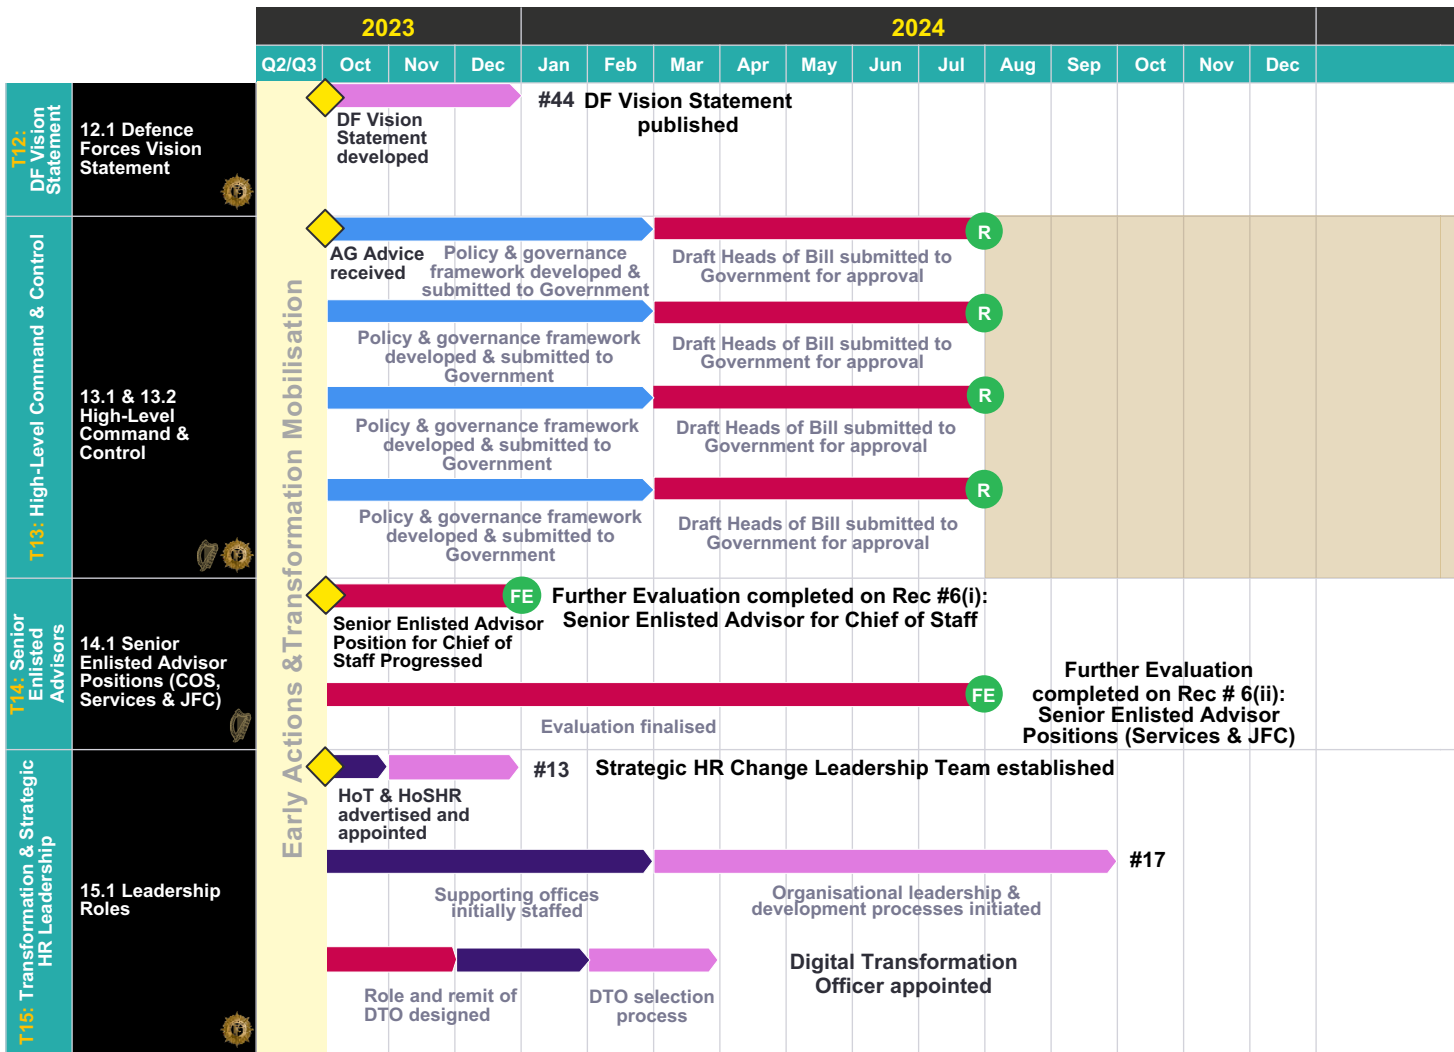 2023
2024
Q2/Q3 Oct Nov Dec Jan Feb Mar Apr May Jun Jul Aug Sep Oct Nov Dec
Early Actions & Transformation Mobilisation
T12:
DF Vision
Statement
12.1 Defence
Forces Vision
Statement
DF Vision
Statement
developed
#44 DF Vision Statement
published
T13: High-Level Command & Control
13.1 & 13.2
High-Level
Command &
Control
AG Advice
received
Policy & governance
framework developed &
submitted to Government
Draft Heads of Bill submitted to
Government for approval
R
Policy & governance framework
developed & submitted to
Government
Draft Heads of Bill submitted to
Government for approval
R
Policy & governance framework
developed & submitted to
Government
Draft Heads of Bill submitted to
Government for approval
R
Policy & governance framework
developed & submitted to
Government
Draft Heads of Bill submitted to
Government for approval
R
T14: Senior
Enlisted
Advisors
14.1 Senior
Enlisted Advisor
Positions (COS,
Services & JFC)
Senior Enlisted Advisor
Position for Chief of
Staff Progressed
FE
Further Evaluation completed on Rec #6(i):
Senior Enlisted Advisor for Chief of Staff
Evaluation finalised
FE
Further Evaluation
completed on Rec # 6(ii):
Senior Enlisted Advisor
Positions (Services & JFC)
T15: Transformation & Strategic
HR Leadership
15.1 Leadership
Roles
HoT & HoSHR
advertised and
appointed
#13 Strategic HR Change Leadership Team established
Supporting offices
initially staffed
Organisational leadership &
development processes initiated
#17
Role and remit of
DTO designed
DTO selection
process
Digital Transformation
Officer appointed